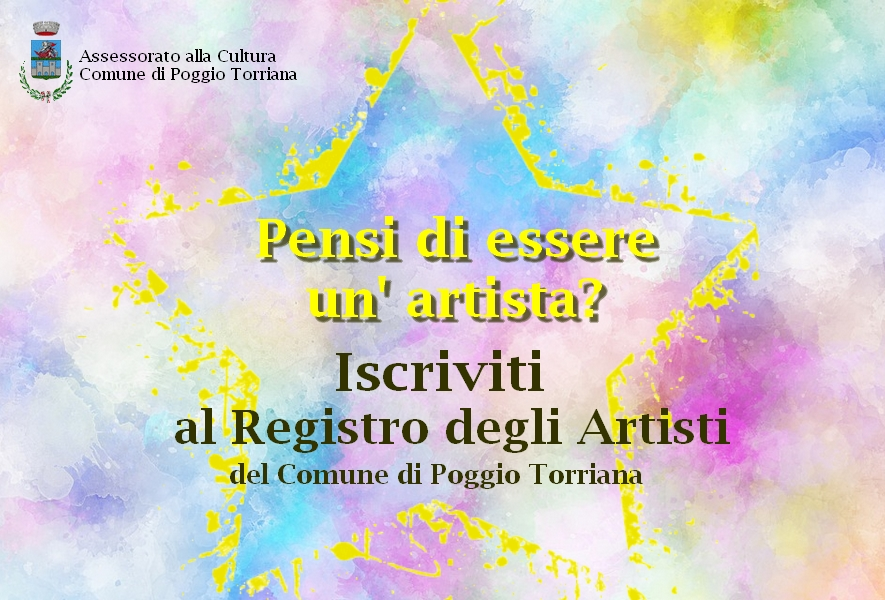 Assessorato alla Cultura
Comune di Poggio Torriana
Pensi di essere
un' artista?
Iscriviti
al Registro degli Artisti
del Comune di Poggio Torriana